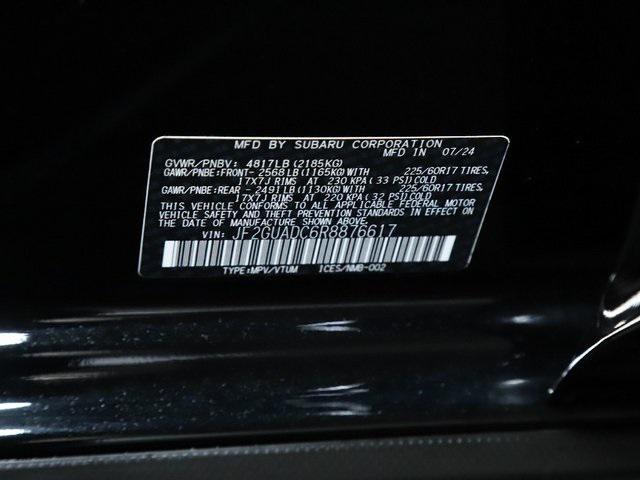 MFD BY SUBARU CORPORATION
MFD IN 07/24
GVWR/PNBV: 4817LB (2185KG)
GAWR/PNBE:FRONT- 2568LB(1165KG)WITH 225/60R17 TIRES,
17X7J RIMS AT 230 KPA( 33 PSI)COLD
GAWR/PNBE:REAR - 2491LB(1130KG)WITH 225/60R17 TIRES,
17X7J RIMS AT 220 KPA( 32 PSI)COLD
THIS VEHICLE CONFORMS TO ALL APPLICABLE FEDERAL MOTOR
VEHICLE SAFETY AND THEFT PREVENTION STANDARDS IN EFFECT ON
THE DATE OF MANUFACTURE SHOWN ABOVE.
VIN: JF2GUADC6R8876617
TYPE:MPV/VTUM ICES/NMB-002